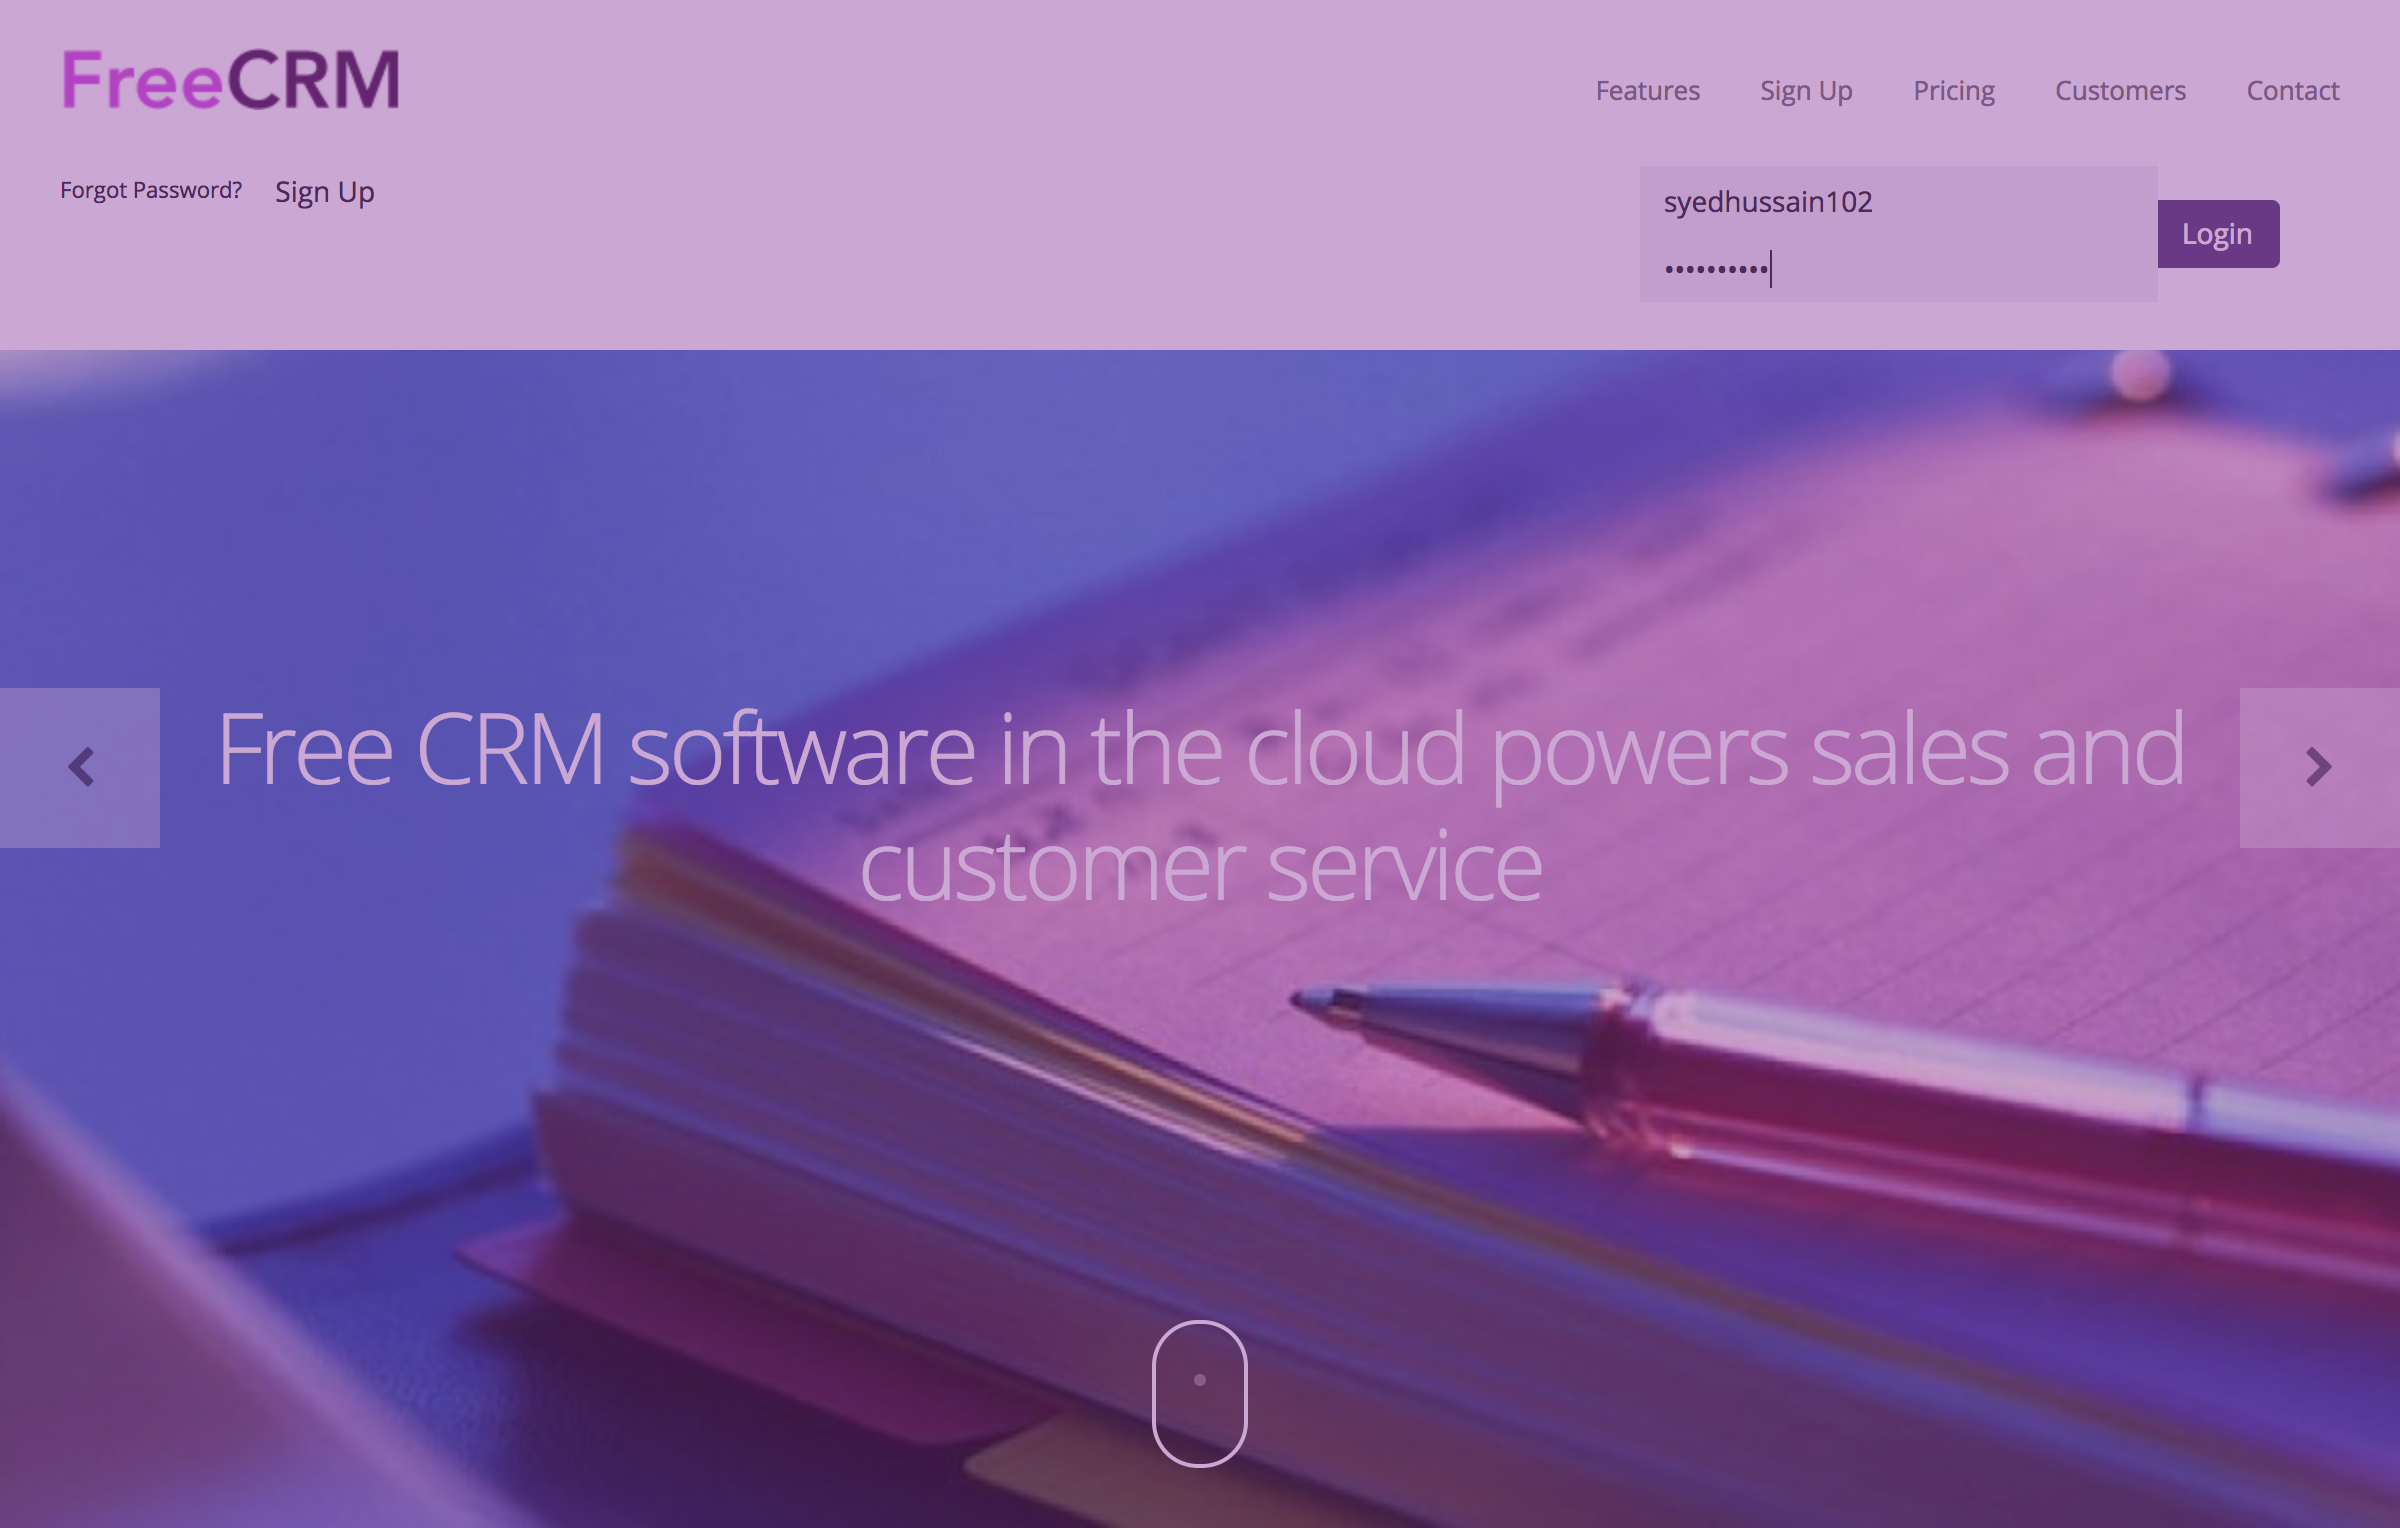 FreeCRM
Features Sign Up Pricing Customers Contact
Forgot Password? Sign Up
syedhussain102
••••••••••
Login
Free CRM software in the cloud powers sales and
customer service